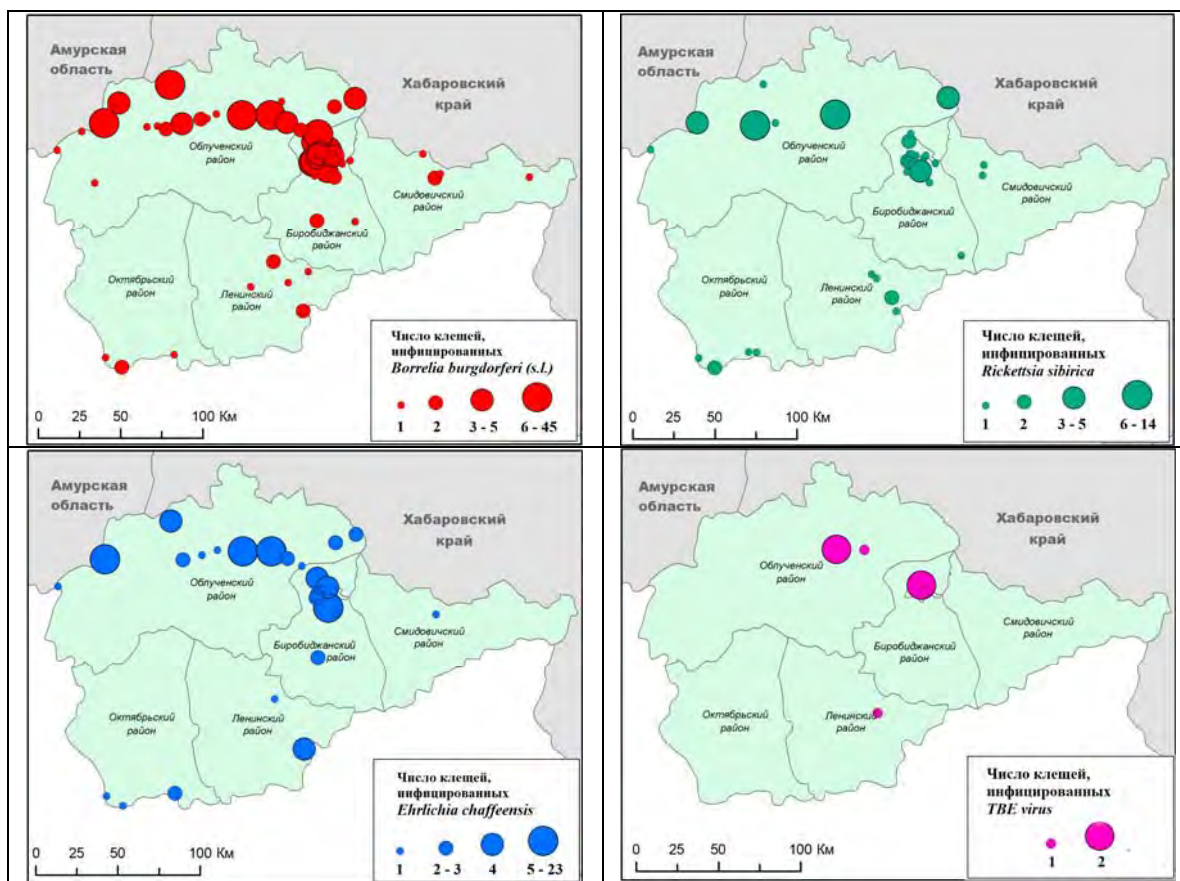 Амурская
область
Хабаровский
край
Облученский
район
Смидовичский
район
Биробиджанский
район
Октябрьский
район
Ленинский
район
Число клещей,
инфицированных
Borrelia burgdorferi (s.l.)
1 2 3 - 5 6 - 45
0 25 50 100 Км
Амурская
область
Хабаровский
край
Облученский
район
Смидовичский
район
Биробиджанский
район
Октябрьский
район
Ленинский
район
Число клещей,
инфицированных
Rickettsia sibirica
1 2 3 - 5 6 - 14
0 25 50 100 Км
Амурская
область
Хабаровский
край
Облученский
район
Смидовичский
район
Биробиджанский
район
Октябрьский
район
Ленинский
район
Число клещей,
инфицированных
Ehrlichia chaffeensis
1 2 - 3 4 5 - 23
0 25 50 100 Км
Амурская
область
Хабаровский
край
Облученский
район
Смидовичский
район
Биробиджанский
район
Октябрьский
район
Ленинский
район
Число клещей,
инфицированных
TBE virus
1 2
0 25 50 100 Км